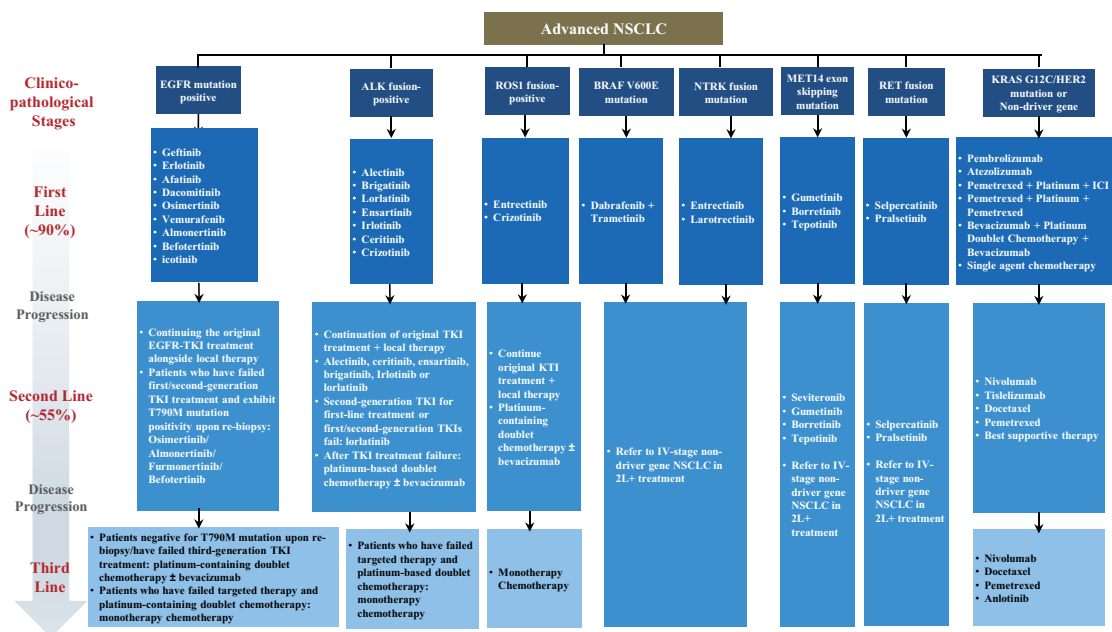 Advanced NSCLC
Clinico-
pathological
Stages
EGFR mutation
positive
ALK fusion-
positive
ROS1 fusion-
positive
BRAF V600E
mutation
NTRK fusion
mutation
MET14 exon
skipping
mutation
RET fusion
mutation
KRAS G12C/HER2
mutation or
Non-driver gene
First
Line
(~90%)
• Geftinib
• Erlotinib
• Afatinib
• Dacomitinib
• Osimertinib
• Vemurafenib
• Almonertinib
• Befotertinib
• icotinib
• Alectinib
• Brigatinib
• Lorlatinib
• Ensartinib
• Irlotinib
• Ceritinib
• Crizotinib
• Entrectinib
• Crizotinib
• Dabrafenib +
Trametinib
• Entrectinib
• Larotrectinib
• Gumetinib
• Borretinib
• Tepotinib
• Selpercatinib
• Pralsetinib
• Pembrolizumab
• Atezolizumab
• Pemetrexed + Platinum + ICI
• Pemetrexed + Platinum +
Pemetrexed
• Bevacizumab + Platinum
Doublet Chemotherapy +
Bevacizumab
• Single agent chemotherapy
Disease
Progression
Second Line
(~55%)
• Continuing the original
EGFR-TKI treatment
alongside local therapy
• Patients who have failed
first/second-generation
TKI treatment and exhibit
T790M mutation
positivity upon re-biopsy:
Osimertinib/
Almonertinib/
Furmonertinib/
Befotertinib
• Continuation of original TKI
treatment + local therapy
• Alectinib, ceritinib, ensartinib,
brigatinib, Irlotinib or
lorlatinib
• Second-generation TKI for
first-line treatment or
first/second-generation TKIs
fail: lorlatinib
• After TKI treatment failure:
platinum-based doublet
chemotherapy ± bevacizumab
• Continue
original KTI
treatment +
local therapy
• Platinum-
containing
doublet
chemotherapy ±
bevacizumab
• Refer to IV-stage non-
driver gene NSCLC in
2L+ treatment
• Seviteronib
• Gumetinib
• Borretinib
• Tepotinib
• Refer to IV-
stage non-
driver gene
NSCLC in
2L+
treatment
• Selpercatinib
• Pralsetinib
• Refer to IV-
stage non-
driver gene
NSCLC in
2L+ treatment
• Nivolumab
• Tislelizumab
• Docetaxel
• Pemetrexed
• Best supportive therapy
Disease
Progression
Third
Line
• Patients negative for T790M mutation upon re-
biopsy/have failed third-generation TKI
treatment: platinum-containing doublet
chemotherapy ± bevacizumab
• Patients who have failed targeted therapy and
platinum-containing doublet chemotherapy:
monotherapy chemotherapy
• Patients who have failed
targeted therapy and
platinum-based doublet
chemotherapy:
monotherapy
chemotherapy
• Monotherapy
Chemotherapy
• Nivolumab
• Docetaxel
• Pemetrexed
• Anlotinib